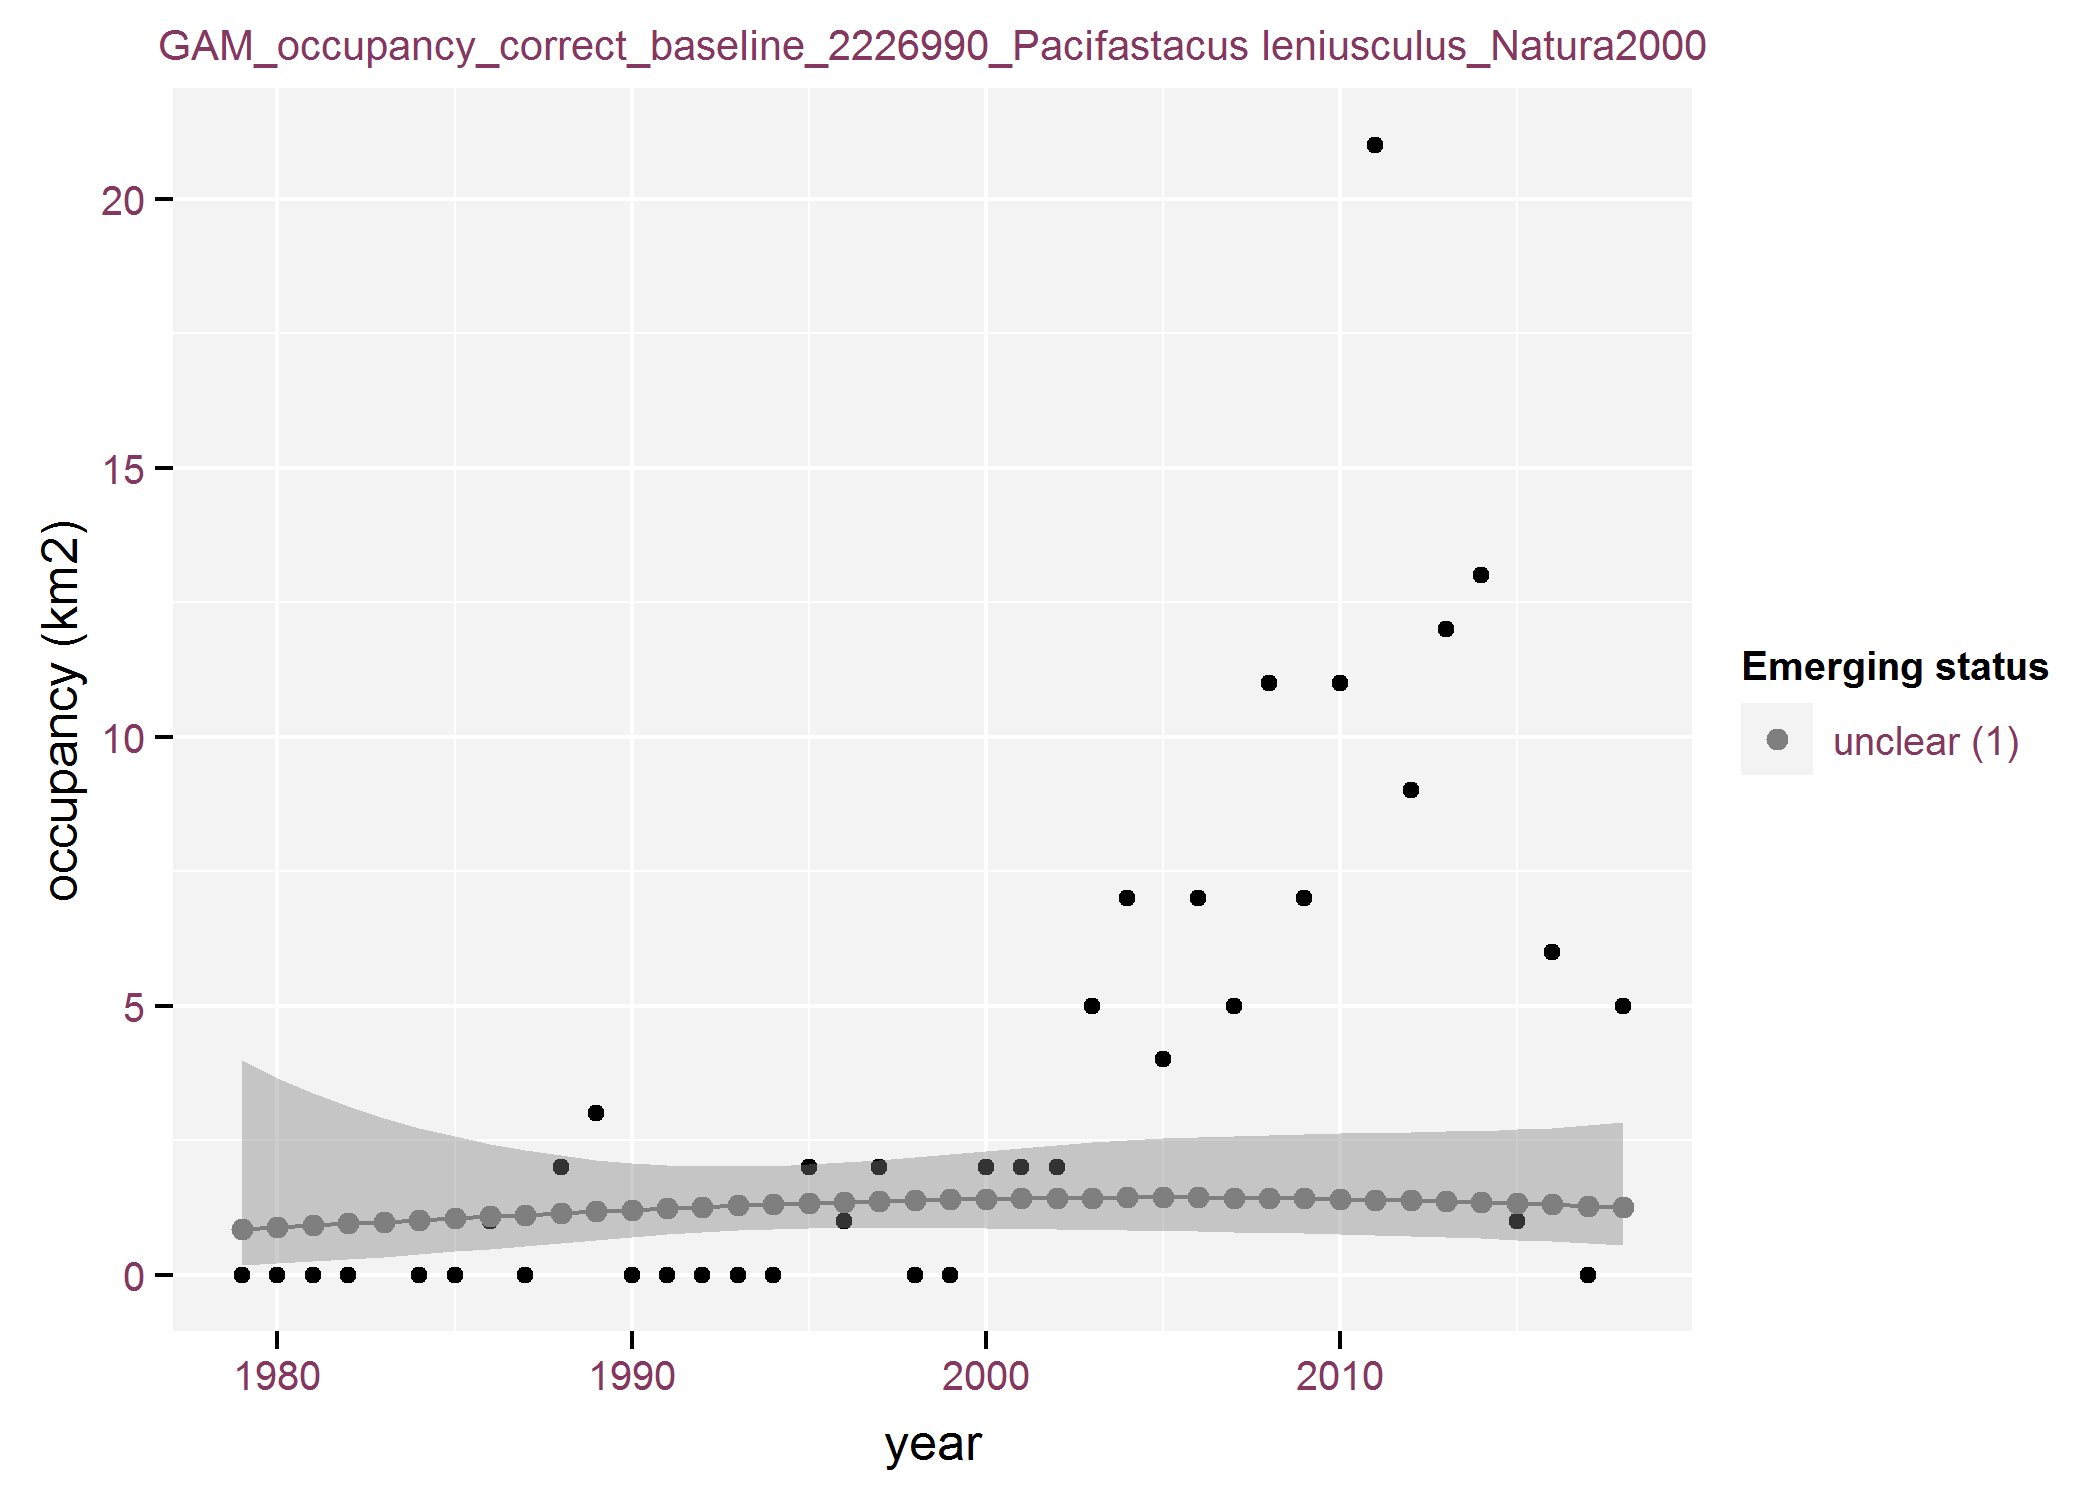 GAM_occupancy_correct_baseline_2226990_Pacifastacus leniusculus_Natura2000
20
15
10
5
0
occupancy (km2)
1980 1990 2000 2010
year
Emerging status
unclear (1)